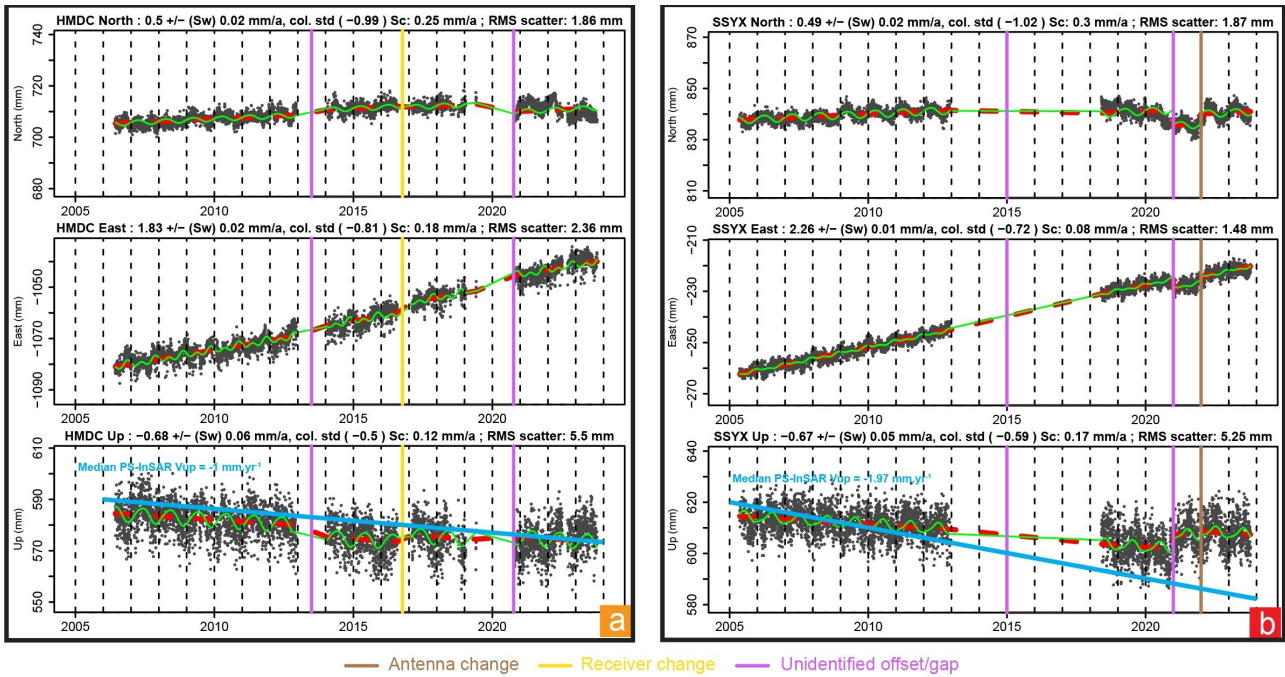 HMDC North : 0.5 +/− (Sw) 0.02 mm/a, col. std ( −0.99) Sc: 0.25 mm/a ; RMS scatter: 1.86 mm
North (mm)
740
720
700
680
2005 2010 2015 2020
HMDC East : 1.83 +/− (Sw) 0.02 mm/a, col. std ( −0.81) Sc: 0.18 mm/a ; RMS scatter: 2.36 mm
East (mm)
−1050
−1070
−1090
2005 2010 2015 2020
HMDC Up : −0.68 +/− (Sw) 0.06 mm/a, col. std ( −0.5) Sc: 0.12 mm/a ; RMS scatter: 5.5 mm
Median PS-InSAR Vup = -1 mm.yr-1
Up (mm)
610
590
570
550
2005 2010 2015 2020
a
SSYX North : 0.49 +/− (Sw) 0.02 mm/a, col. std ( −1.02) Sc: 0.3 mm/a ; RMS scatter: 1.87 mm
North (mm)
870
850
830
810
2005 2010 2015 2020
SSYX East : 2.26 +/− (Sw) 0.01 mm/a, col. std ( −0.72) Sc: 0.08 mm/a ; RMS scatter: 1.48 mm
East (mm)
−210
−230
−250
−270
2005 2010 2015 2020
SSYX Up : −0.67 +/− (Sw) 0.05 mm/a, col. std ( −0.59) Sc: 0.17 mm/a ; RMS scatter: 5.25 mm
Median PS-InSAR Vup = -1.97 mm.yr-1
Up (mm)
640
620
600
580
2005 2010 2015 2020
b
Antenna change Receiver change Unidentified offset/gap